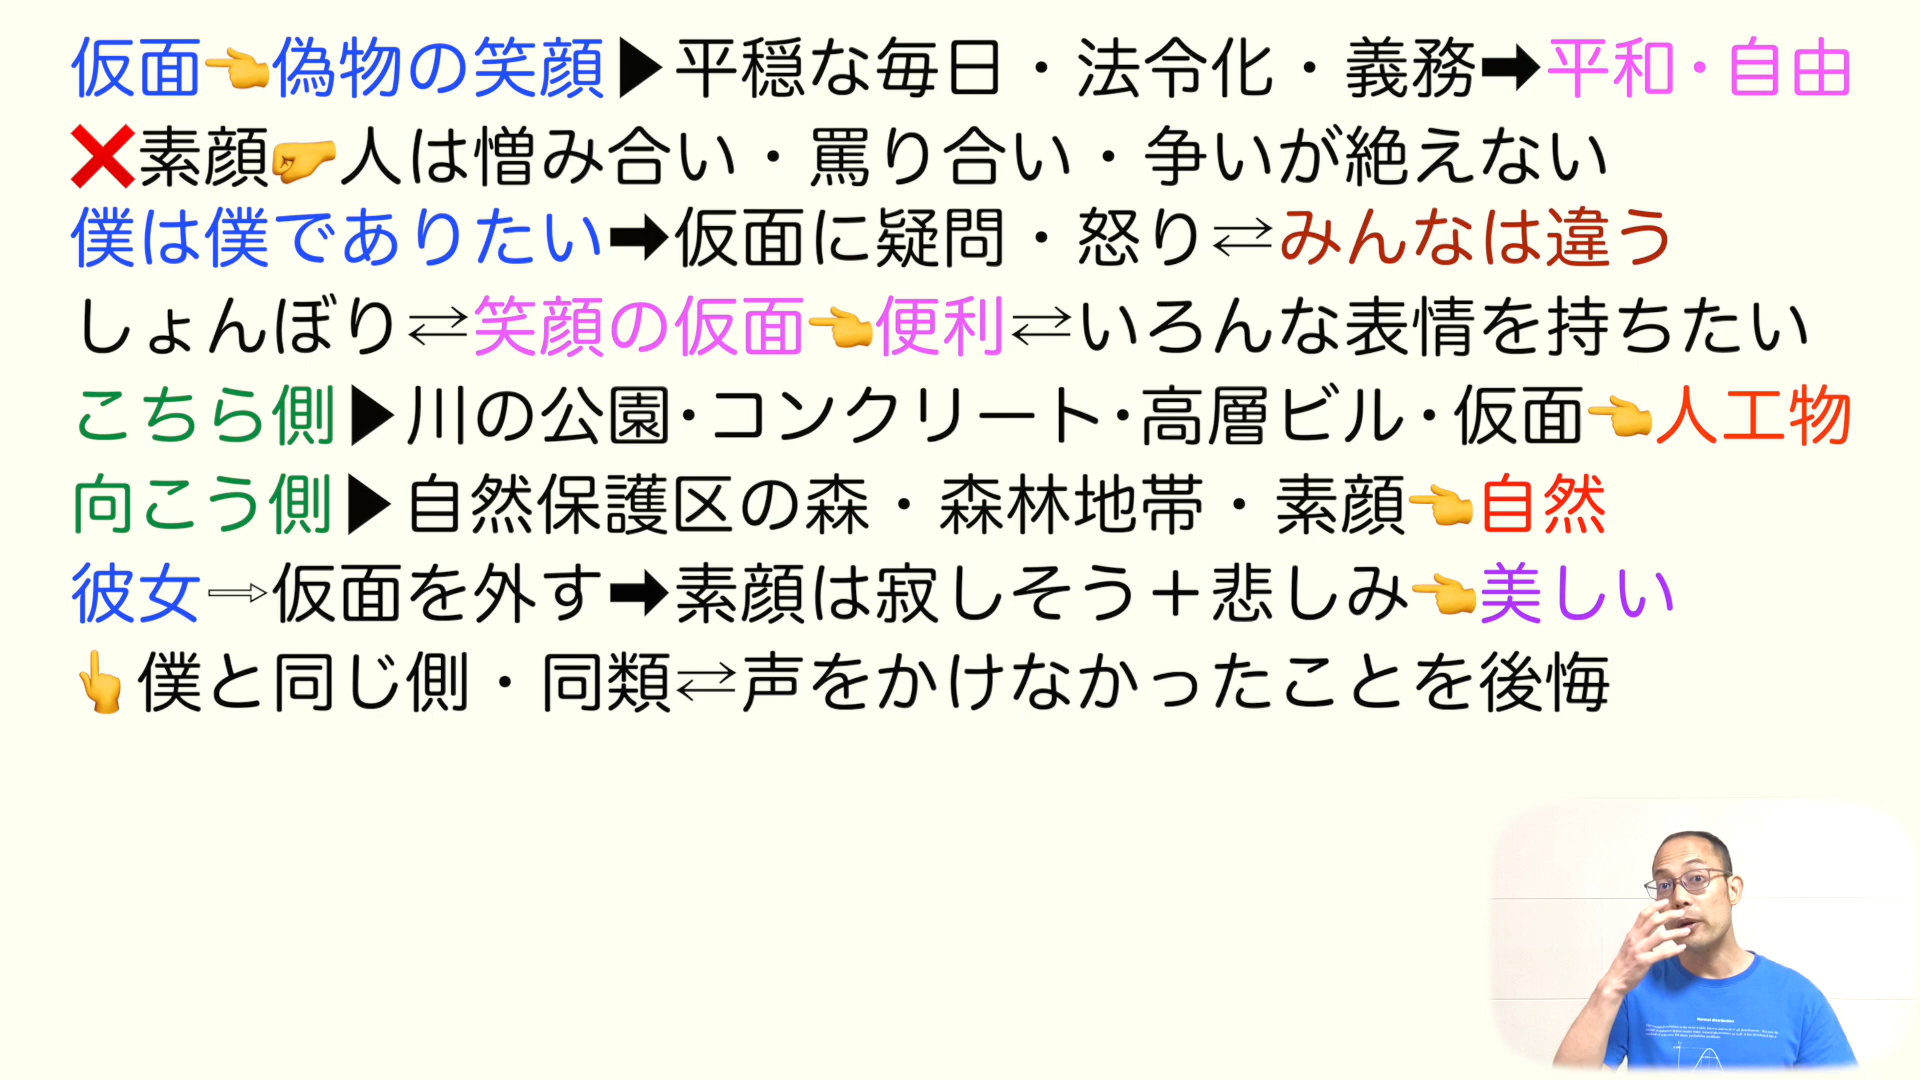 仮面👈偽物の笑顔▶平穏な毎日・法令化・義務➡平和・自由
❌素顔🤛人は憎み合い・罵り合い・争いが絶えない
僕は僕でありたい➡仮面に疑問・怒り⇄みんなは違う
しょんぼり⇄笑顔の仮面👈便利⇄いろんな表情を持ちたい
こちら側▶川の公園・コンクリート・高層ビル・仮面👈人工物
向こう側▶自然保護区の森・森林地帯・素顔👈自然
彼女⇨仮面を外す➡素顔は寂しそう＋悲しみ👈美しい
👆僕と同じ側・同類⇄声をかけなかったことを後悔
Normal distribution